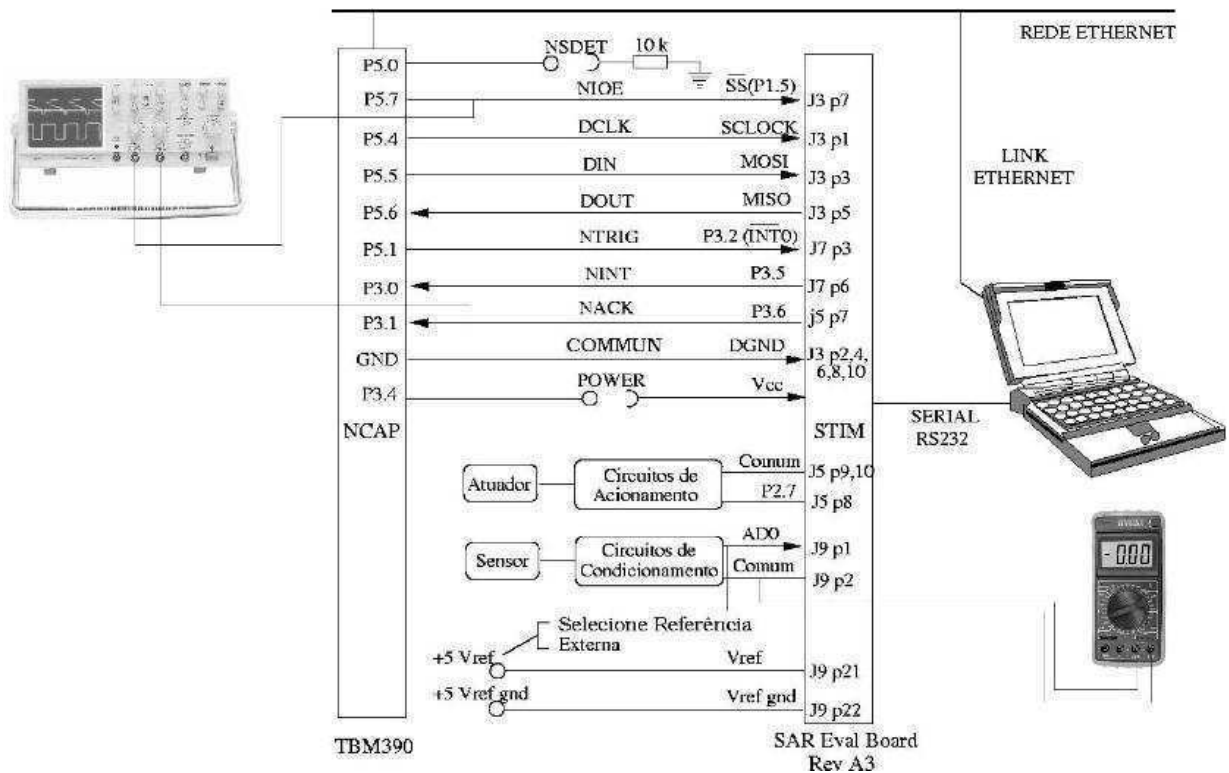 REDE ETHERNET
P5.0
NSDET
10 k
P5.7
NIOE
SS(P1.5)
J3 p7
P5.4
DCLK
SCLOCK
J3 p1
P5.5
DIN
MOSI
J3 p3
P5.6
DOUT
MISO
J3 p5
P5.1
NTRIG
P3.2 (INT0)
J7 p3
P3.0
NINT
P3.5
J7 p6
P3.1
NACK
P3.6
j5 p7
GND
COMMUN
DGND
J3 p2,4,
6,8,10
P3.4
POWER
Vcc
NCAP
STIM
LINK
ETHERNET
SERIAL
RS232
Atuador
Circuitos de
Acionamento
Comum
J5 p9,10
P2.7
J5 p8
Sensor
Circuitos de
Condicionamento
AD0
J9 p1
Comum
J9 p2
Selecione Referência
Externa
+5 Vref
Vref
J9 p21
+5 Vref gnd
Vref gnd
J9 p22
TBM390
SAR Eval Board
Rev A3
- 0.00